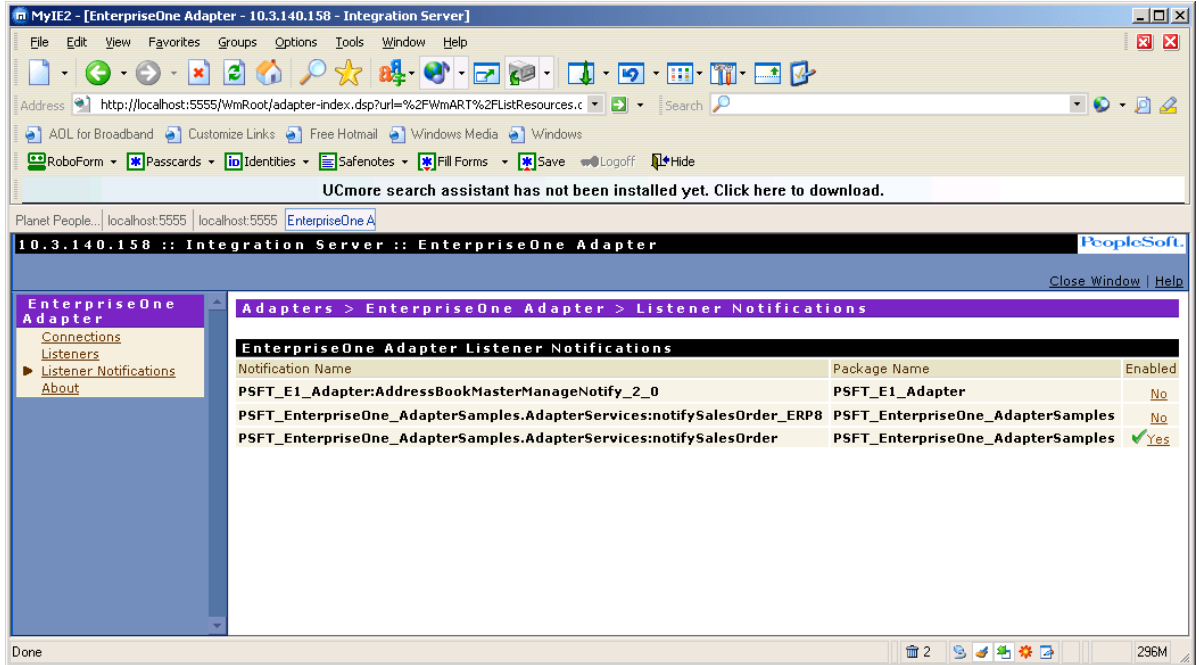 MyIE2 - [EnterpriseOne Adapter - 10.3.140.158 - Integration Server]
File Edit View Favorites Groups Options Tools Window Help
Address http://localhost:5555/WmRoot/adapter-index.dsp?url=%2FWmART%2FListResources.c Search
AOL for Broadband Customize Links Free Hotmail Windows Media Windows
RoboForm Passcards Identities Safenotes Fill Forms Save Logoff Hide
UCmore search assistant has not been installed yet. Click here to download.
Planet People... localhost:5555 localhost:5555 EnterpriseOne A
10.3.140.158 :: Integration Server :: EnterpriseOne Adapter PeopleSoft.
Close Window | Help
EnterpriseOne Adapter
Connections
Listeners
Listener Notifications
About
Adapters > EnterpriseOne Adapter > Listener Notifications
EnterpriseOne Adapter Listener Notifications
Notification Name Package Name Enabled
PSFT_E1_Adapter:AddressBookMasterManageNotify_2_0 PSFT_E1_Adapter No
PSFT_EnterpriseOne_AdapterSamples.AdapterServices:notifySalesOrder_ERP8 PSFT_EnterpriseOne_AdapterSamples No
PSFT_EnterpriseOne_AdapterSamples.AdapterServices:notifySalesOrder PSFT_EnterpriseOne_AdapterSamples Yes
Done 2 296M